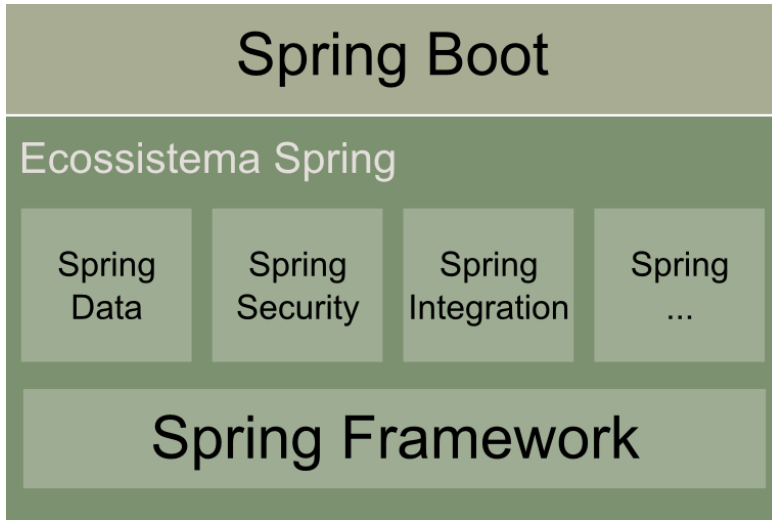 Spring Boot
Ecossistema Spring
Spring
Data
Spring
Security
Spring
Integration
Spring
...
Spring Framework